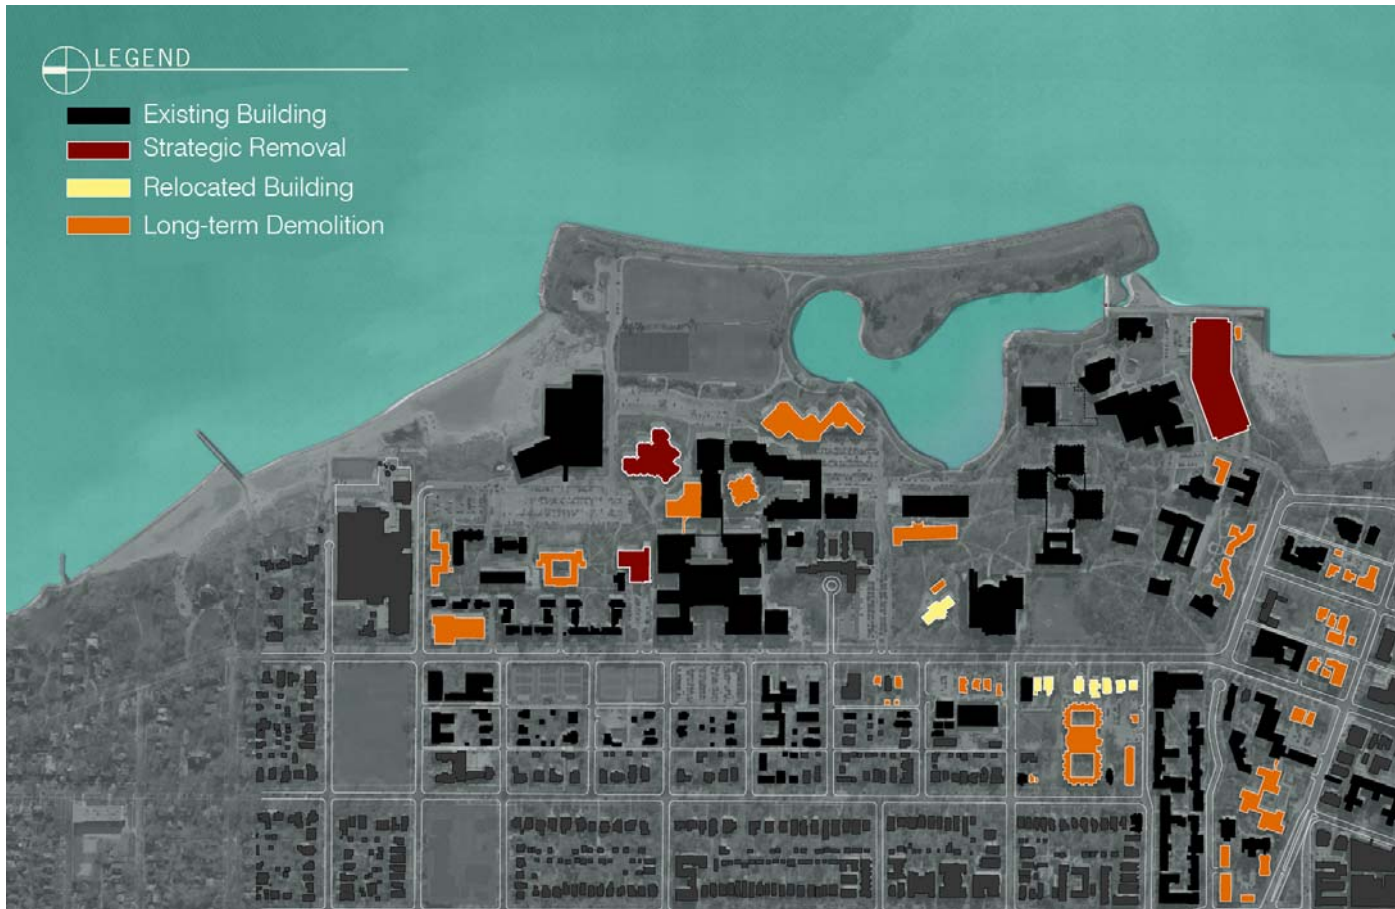 LEGEND
Existing Building
Strategic Removal
Relocated Building
Long-term Demolition